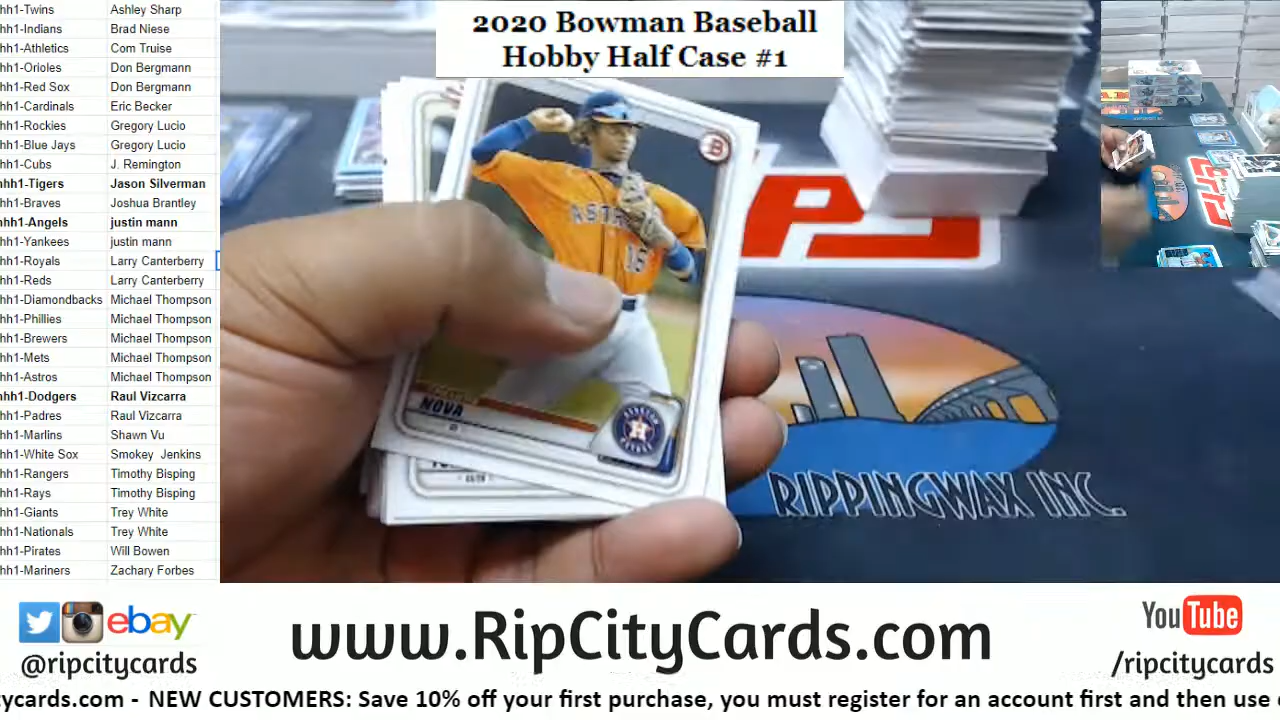 hh1-Twins Ashley Sharp
hh1-Indians Brad Niese
hh1-Athletics Com Truise
hh1-Orioles Don Bergmann
hh1-Red Sox Don Bergmann
hh1-Cardinals Eric Becker
hh1-Rockies Gregory Lucio
hh1-Blue Jays Gregory Lucio
hh1-Cubs J. Remington
hh1-Tigers Jason Silverman
hh1-Braves Joshua Brantley
hh1-Angels justin mann
hh1-Yankees justin mann
hh1-Royals Larry Canterberry
hh1-Reds Larry Canterberry
hh1-Diamondbacks Michael Thompson
hh1-Phillies Michael Thompson
hh1-Brewers Michael Thompson
hh1-Mets Michael Thompson
hh1-Astros Michael Thompson
hh1-Dodgers Raul Vizcarra
hh1-Padres Raul Vizcarra
hh1-Marlins Shawn Vu
hh1-White Sox Smokey Jenkins
hh1-Rangers Timothy Bisping
hh1-Rays Timothy Bisping
hh1-Giants Trey White
hh1-Nationals Trey White
hh1-Pirates Will Bowen
hh1-Mariners Zachary Forbes
2020 Bowman Baseball
Hobby Half Case #1
B
ASTR
NOVA
H
RIPPINGWAX INC.
ebay
@ripcitycards
www.RipCityCards.com
YouTube
/ripcitycards
tycards.com - NEW CUSTOMERS: Save 10% off your first purchase, you must register for an account first and then use